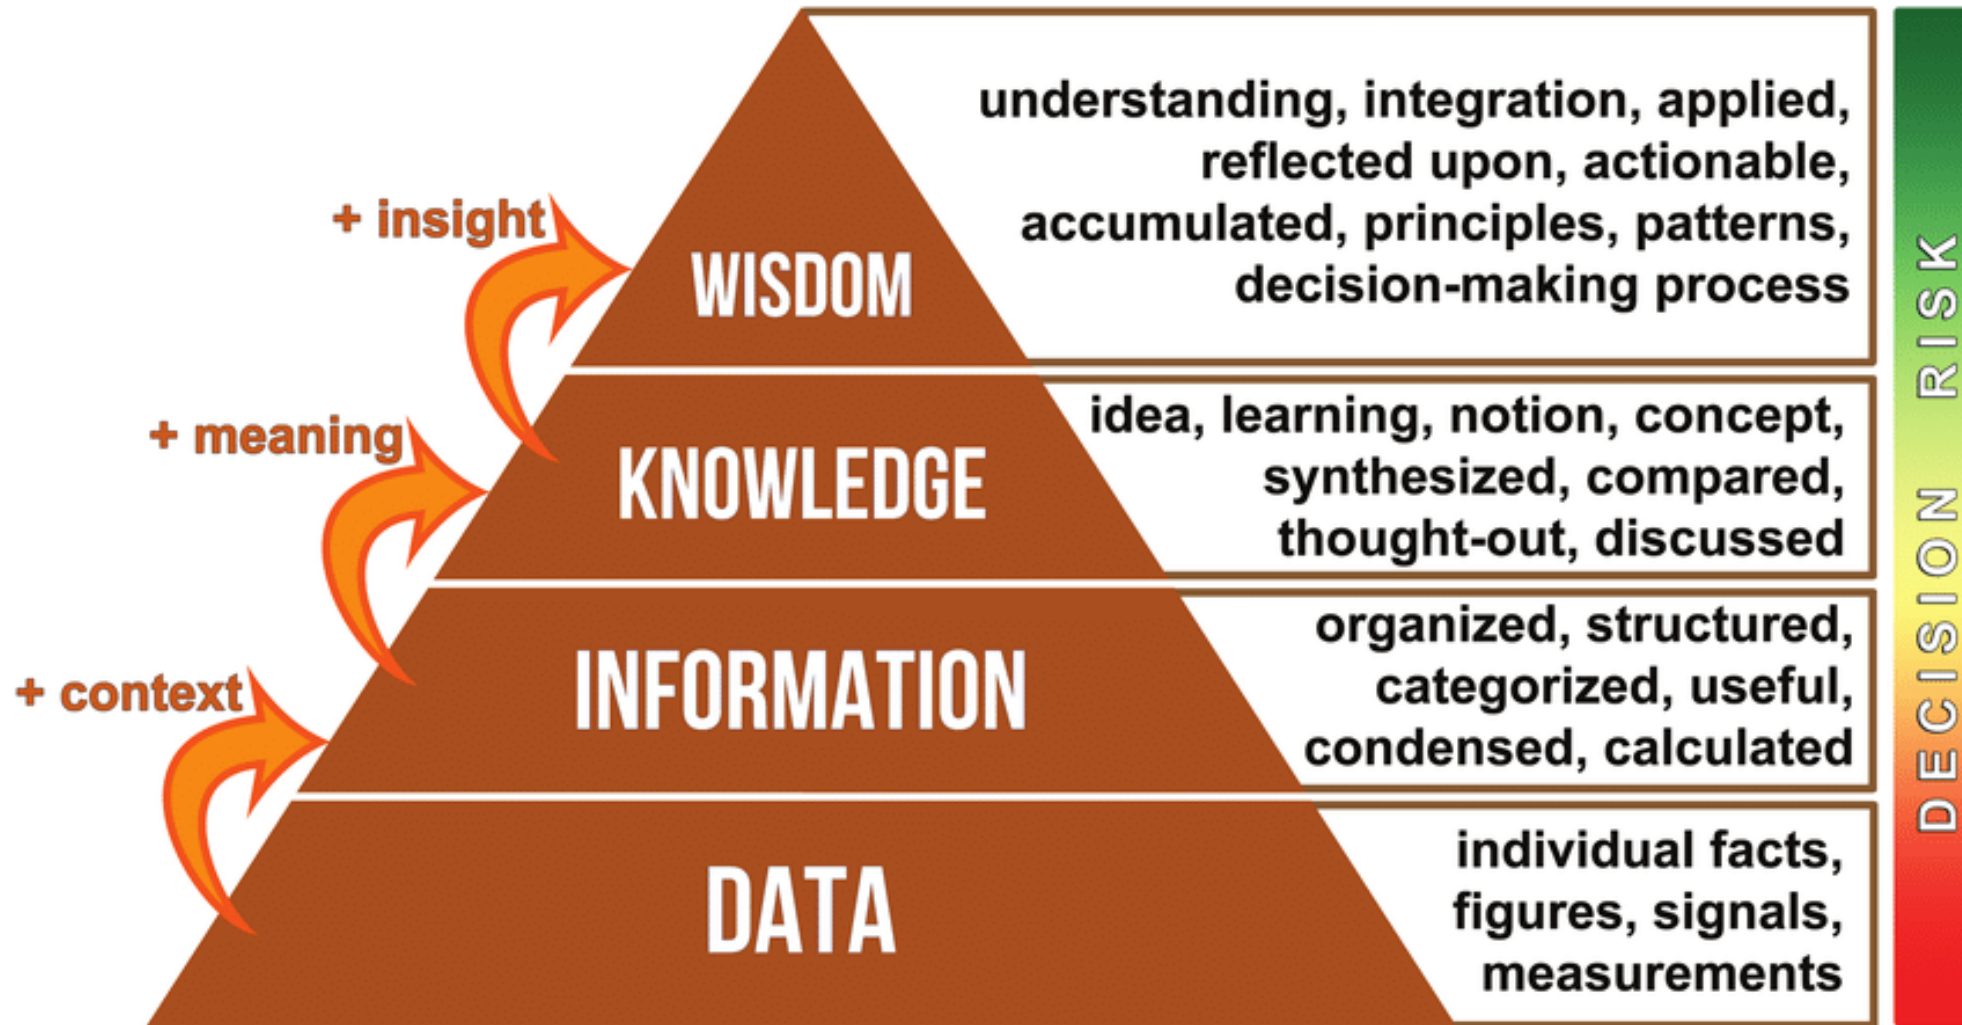 understanding, integration, applied,
reflected upon, actionable,
accumulated, principles, patterns,
decision-making process
+ insight
WISDOM
idea, learning, notion, concept,
synthesized, compared,
thought-out, discussed
+ meaning
KNOWLEDGE
organized, structured,
categorized, useful,
condensed, calculated
+ context
INFORMATION
individual facts,
figures, signals,
measurements
DATA
DECISION RISK